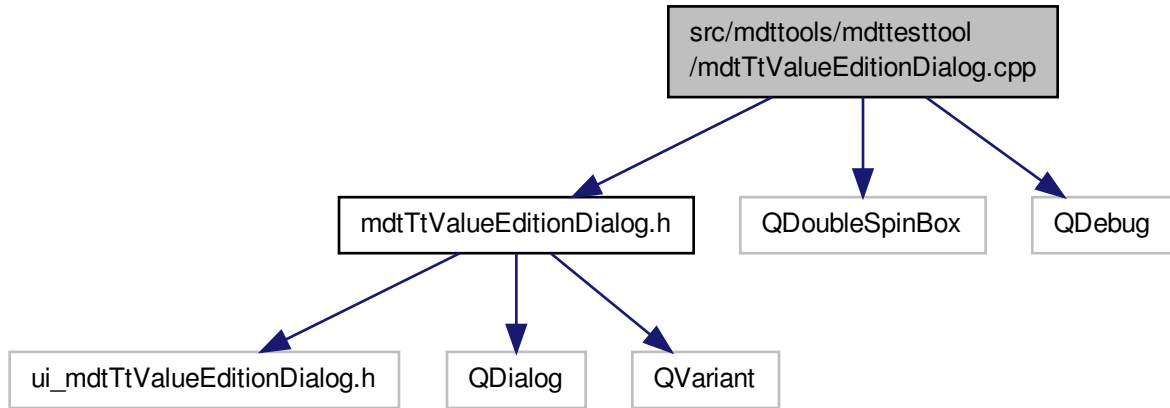 src/mdttools/mdttesttool
/mdtTtValueEditionDialog.cpp
mdtTtValueEditionDialog.h
QDoubleSpinBox
QDebug
ui_mdtTtValueEditionDialog.h
QDialog
QVariant